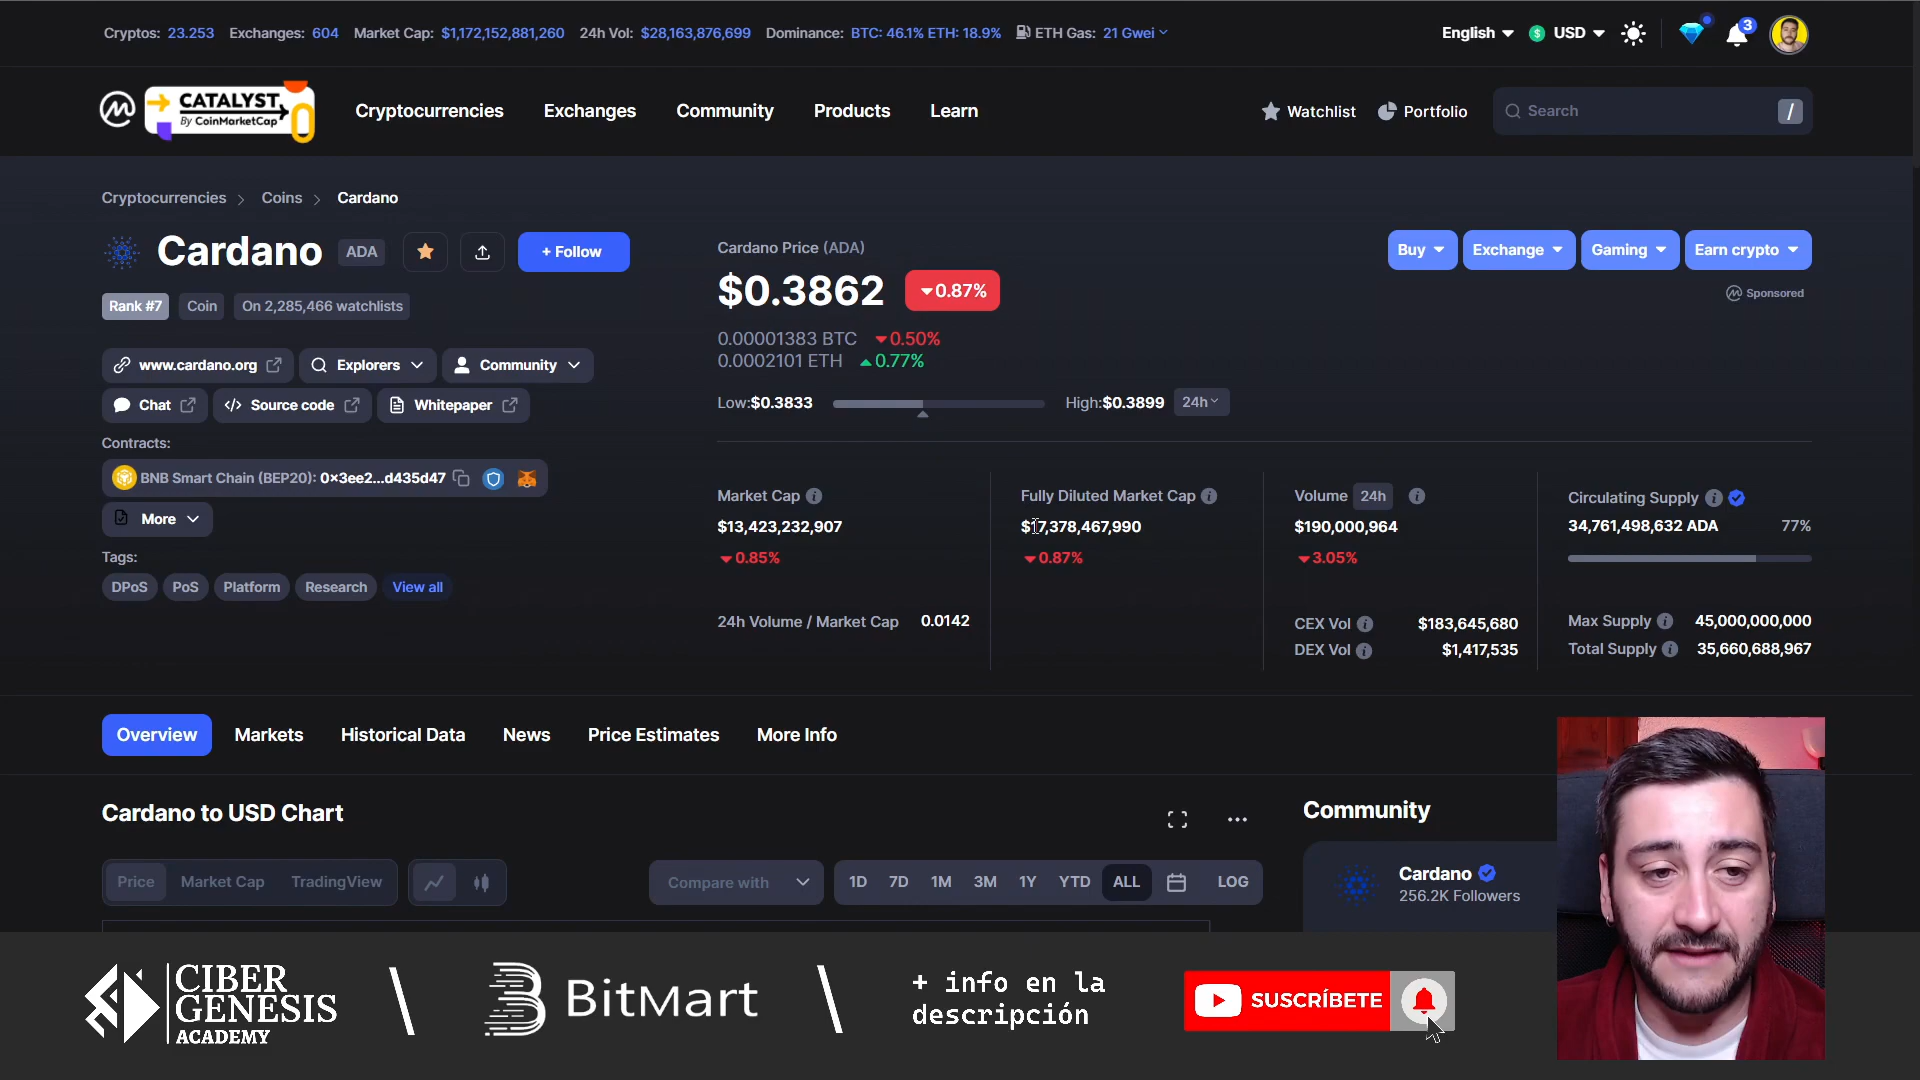 Cryptos: 23.253 Exchanges: 604 Market Cap: $1,172,152,881,260 24h Vol: $28,163,876,699 Dominance: BTC: 46.1% ETH: 18.9% ETH Gas: 21 Gwei
English USD 3
CATALYST
By CoinMarketCap
Cryptocurrencies Exchanges Community Products Learn
Watchlist Portfolio Search /
Cryptocurrencies > Coins > Cardano
Cardano ADA + Follow
Rank #7 Coin On 2,285,466 watchlists
www.cardano.org Explorers Community
Chat Source code Whitepaper
Contracts:
BNB Smart Chain (BEP20): 0x3ee2...d435d47
More
Tags:
DPoS PoS Platform Research View all
Cardano Price (ADA)
$0.3862 0.87%
0.00001383 BTC 0.50%
0.0002101 ETH 0.77%
Low:$0.3833 High:$0.3899 24h
Buy Exchange Gaming Earn crypto
Sponsored
Market Cap
$13,423,232,907
0.85%
24h Volume / Market Cap 0.0142
Fully Diluted Market Cap
$17,378,467,990
0.87%
Volume 24h
$190,000,964
3.05%
CEX Vol $183,645,680
DEX Vol $1,417,535
Circulating Supply
34,761,498,632 ADA 77%
Max Supply 45,000,000,000
Total Supply 35,660,688,967
Overview Markets Historical Data News Price Estimates More Info
Cardano to USD Chart
Price Market Cap TradingView
Compare with 1D 7D 1M 3M 1Y YTD ALL LOG
Community
Cardano
256.2K Followers
CIBER
GENESIS
ACADEMY
\
BitMart
\
+ info en la
descripción
SUSCRÍBETE